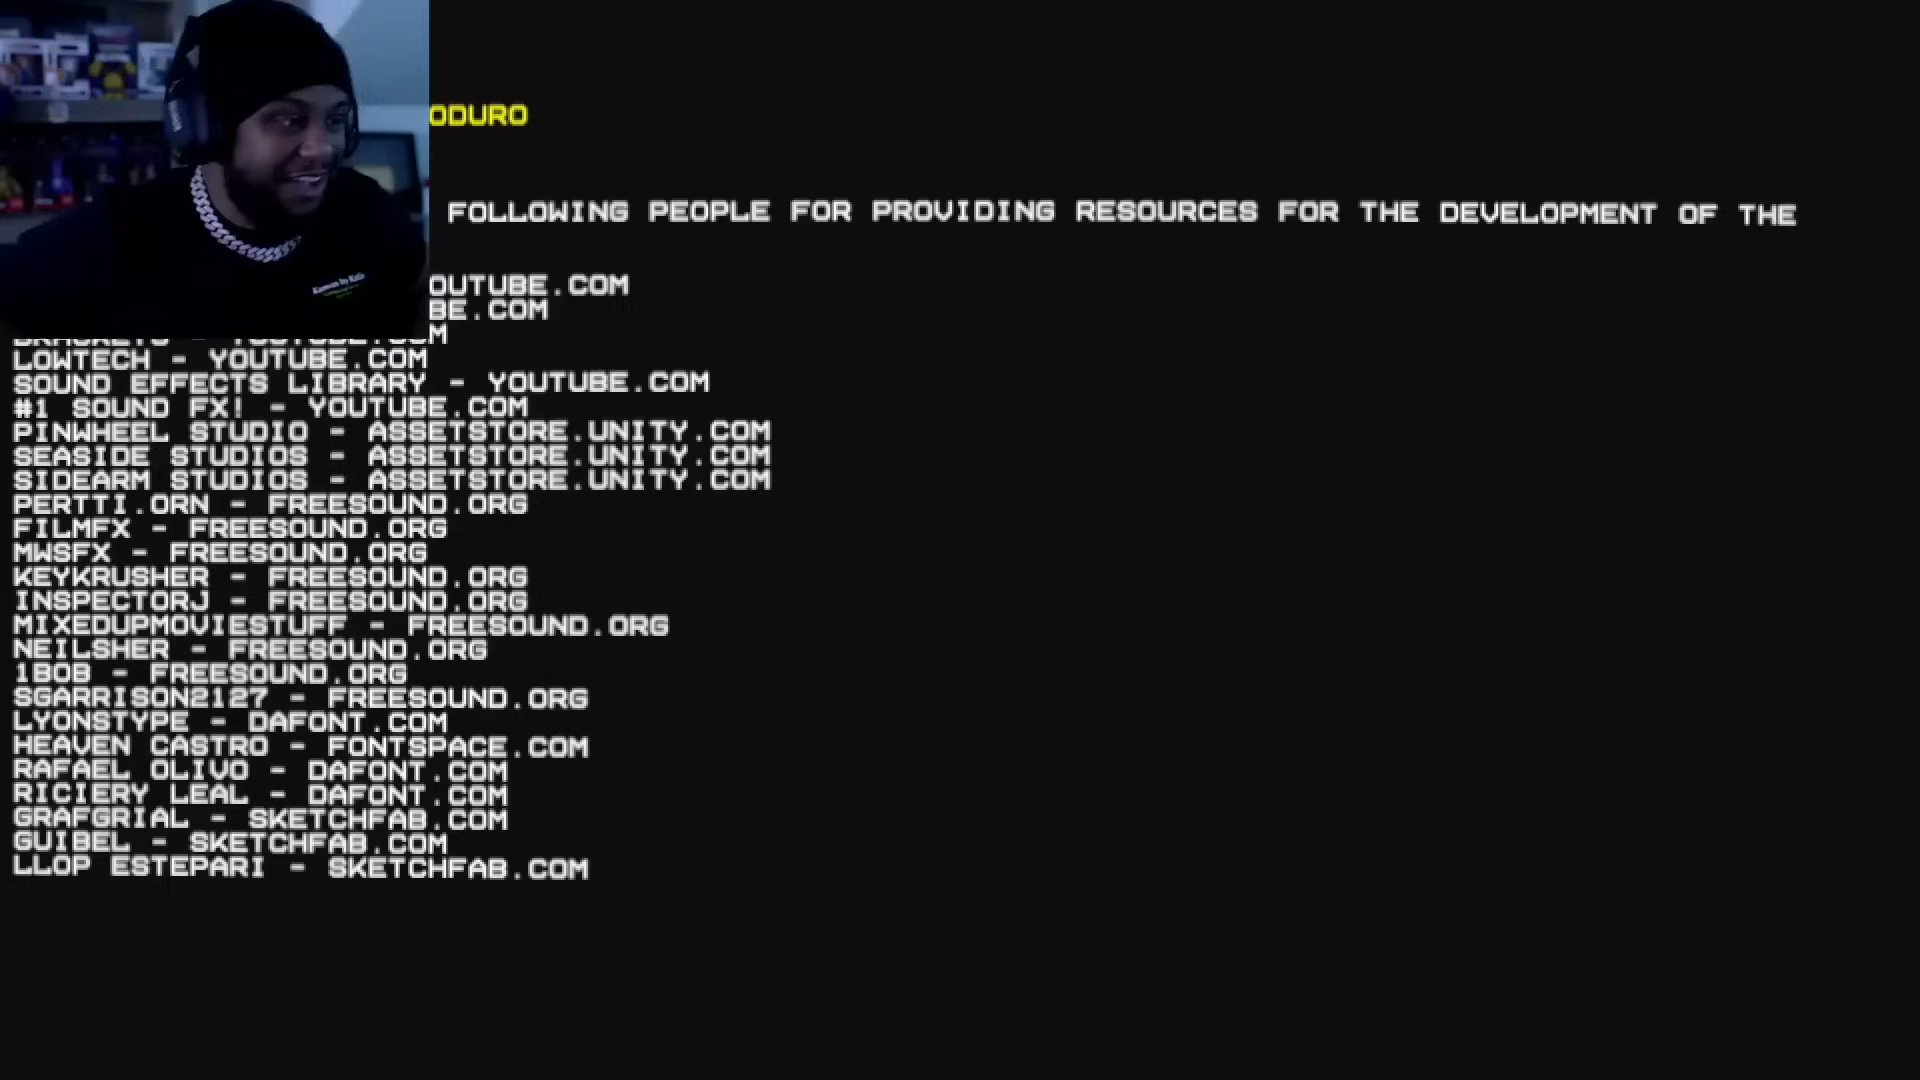 ODURO
FOLLOWING PEOPLE FOR PROVIDING RESOURCES FOR THE DEVELOPMENT OF THE
OUTUBE.COM
BE.COM
BRACKEYS - YOUTUBE.COM
LOWTECH - YOUTUBE.COM
SOUND EFFECTS LIBRARY - YOUTUBE.COM
#1 SOUND FX! - YOUTUBE.COM
PINWHEEL STUDIO - ASSETSTORE.UNITY.COM
SEASIDE STUDIOS - ASSETSTORE.UNITY.COM
SIDEARM STUDIOS - ASSETSTORE.UNITY.COM
PERTTI.ORN - FREESOUND.ORG
FILMFX - FREESOUND.ORG
MWSFX - FREESOUND.ORG
KEYKRUSHER - FREESOUND.ORG
INSPECTORJ - FREESOUND.ORG
MIXEDUPMOVIESTUFF - FREESOUND.ORG
NEILSHER - FREESOUND.ORG
1BOB - FREESOUND.ORG
SGARRISON2127 - FREESOUND.ORG
LYONSTYPE - DAFONT.COM
HEAVEN CASTRO - FONTSPACE.COM
RAFAEL OLIVO - DAFONT.COM
RICIERY LEAL - DAFONT.COM
GRAFGRIAL - SKETCHFAB.COM
GUIBEL - SKETCHFAB.COM
LLOP ESTEPARI - SKETCHFAB.COM